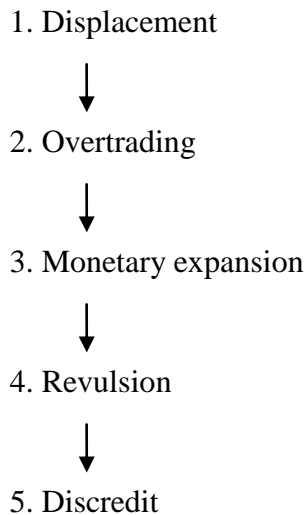 1. Displacement
2. Overtrading
3. Monetary expansion
4. Revulsion
5. Discredit